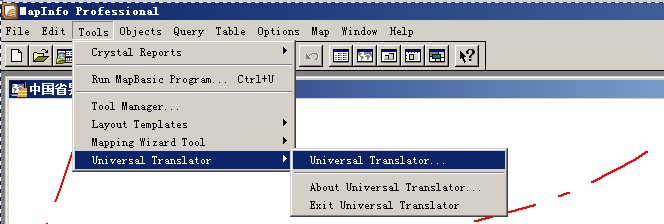 MapInfo Professional
File Edit Tools Objects Query Table Options Map Window Help
Crystal Reports
Run MapBasic Program... Ctrl+U
中国省界
Tool Manager...
Layout Templates
Mapping Wizard Tool
Universal Translator
Universal Translator...
About Universal Translator...
Exit Universal Translator